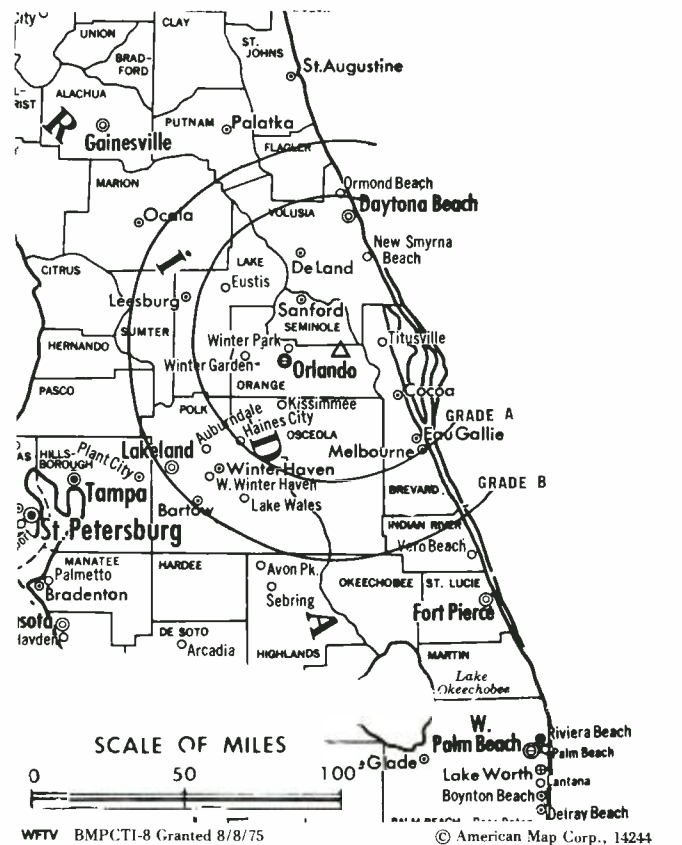 CLAY
UNION
ST. JOHNS
BRAD-
FORD
St. Augustine
ALACHUA
PUTNAM
Palatka
R
Gainesville
FLAGLER
MARION
Ormond Beach
Daytona Beach
Ocala
VOLUSIA
New Smyrna
Beach
I
LAKE
DeLand
CITRUS
Eustis
Leesburg
Sanford
SEMINOLE
SUMTER
Titusville
HERNANDO
Winter Park
Winter Garden
Orlando
PASCO
ORANGE
Cocoa
POLK
Kissimmee
GRADE A
Auburndale
Haines City
D
OSCEOLA
Eau Gallie
HILLS-
BOROUGH
Plant City
Lakeland
Melbourne
Winter Haven
GRADE B
Tampa
W. Winter Haven
BREVARD
Bartow
Lake Wales
St. Petersburg
INDIAN RIVER
Vero Beach
MANATEE
HARDEE
Avon Pk.
Palmetto
OKEECHOBEE
ST. LUCIE
Bradenton
Sebring
Fort Pierce
A
DE SOTO
Arcadia
HIGHLANDS
MARTIN
Lake
Okeechobee
W.
Palm Beach
Riviera Beach
Palm Beach
SCALE OF MILES
Glade
Lake Worth
Lantana
0 50 100
Boynton Beach
Delray Beach
WFTV BMPCTI-8 Granted 8/8/75
© American Map Corp., 14244